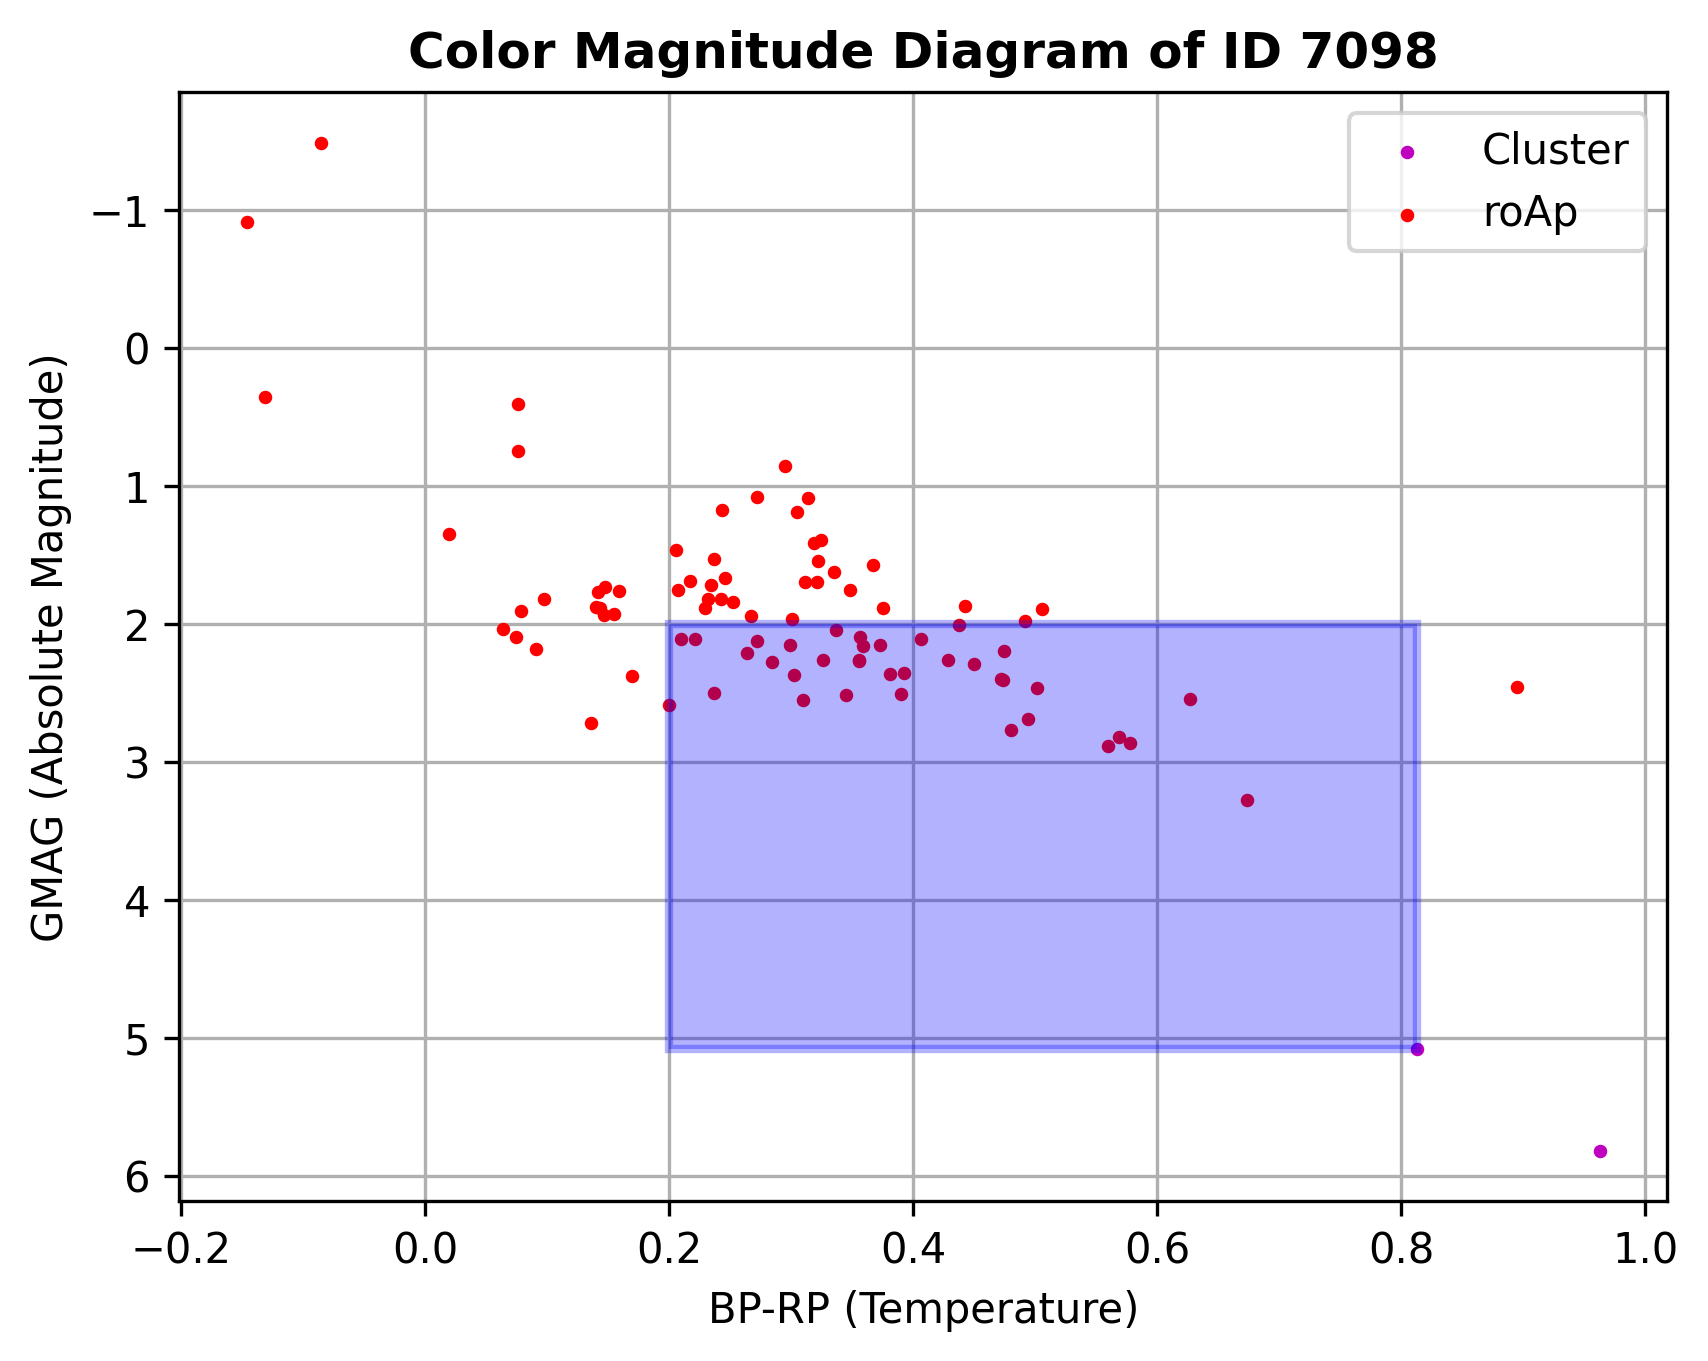 Color Magnitude Diagram of ID 7098
Cluster
roAp
GMAG (Absolute Magnitude)
−1
0
1
2
3
4
5
6
−0.2 0.0 0.2 0.4 0.6 0.8 1.0
BP-RP (Temperature)